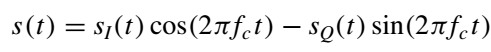 s(t) = s_I(t) cos(2πf_c t) − s_Q(t) sin(2πf_c t)